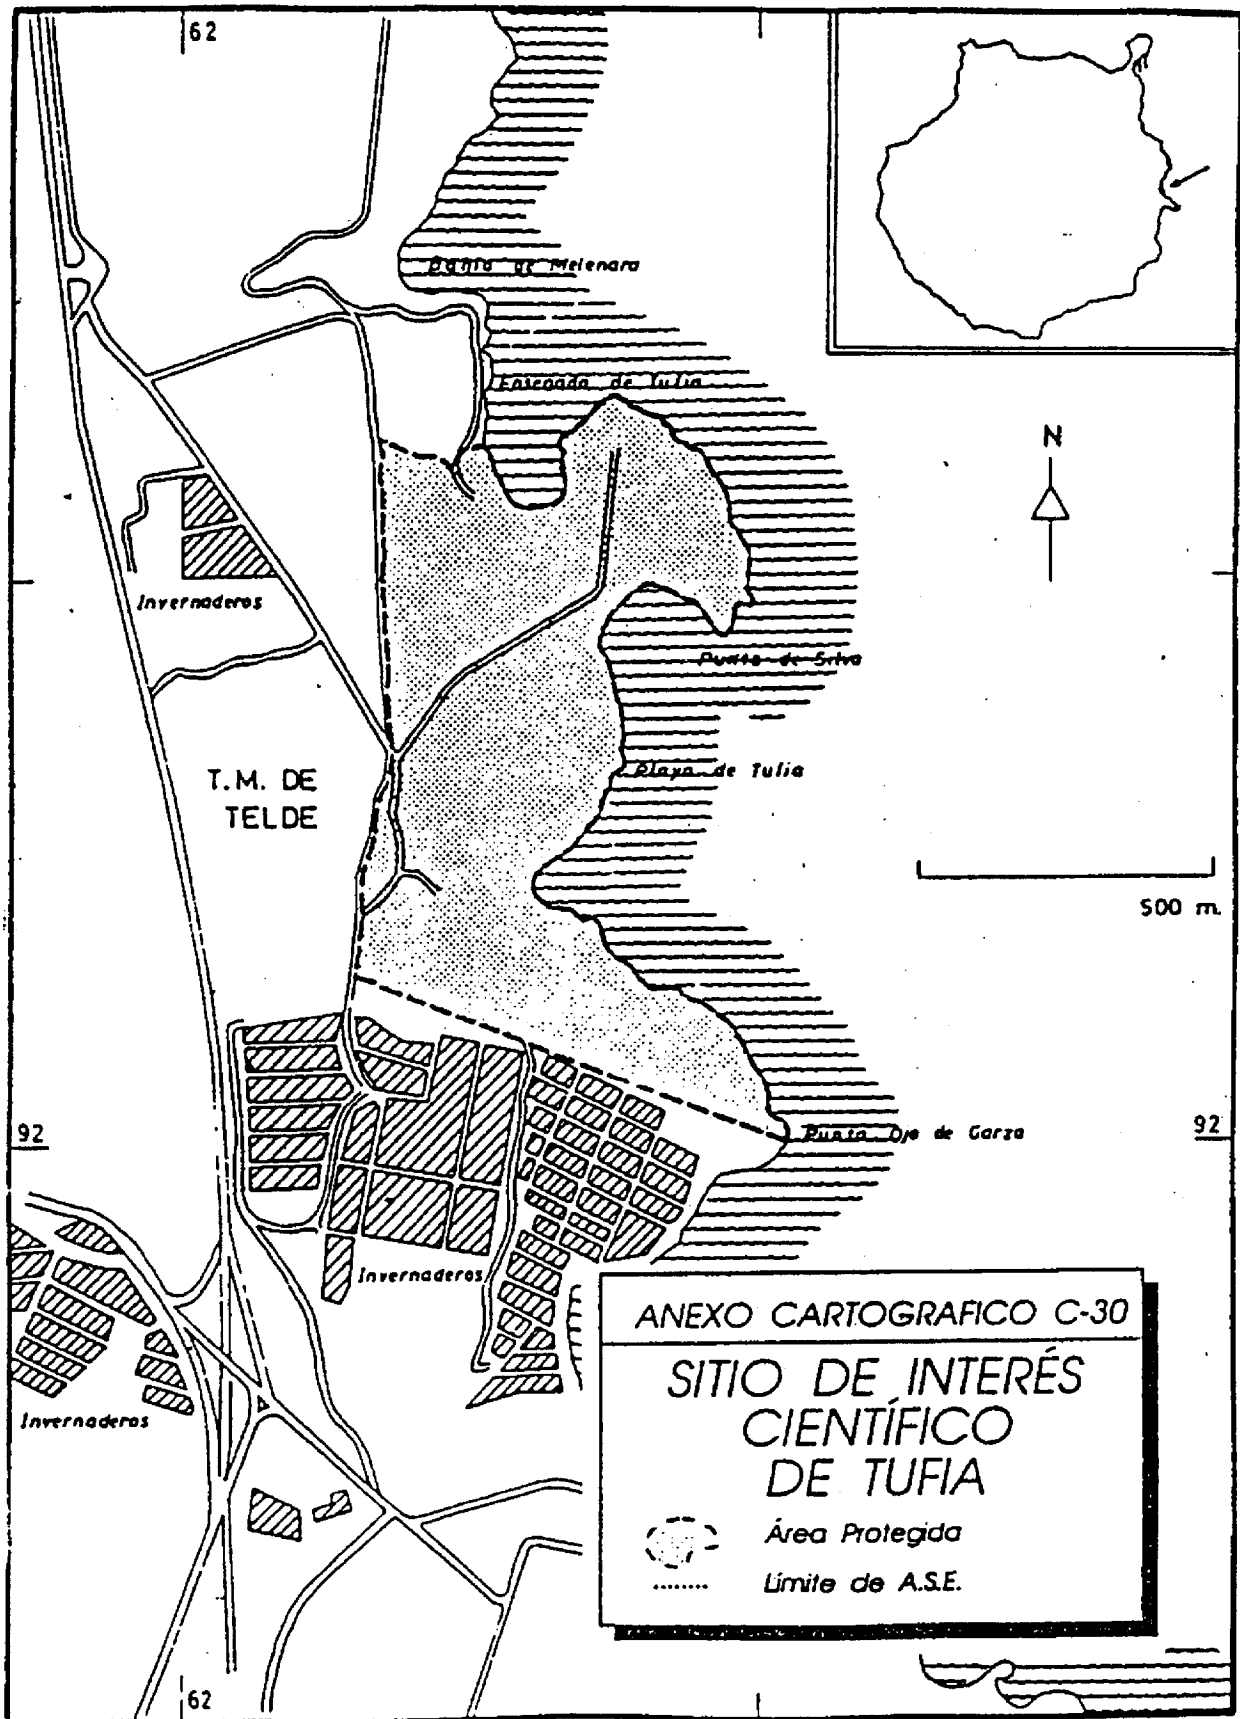 62
Bahia de Melenara
Ensenada de Tufia
N
Invernaderos
Punta de Silva
T.M. DE
TELDE
Playa de Tufia
500 m.
92
92
Punta Ojo de Garza
Invernaderos
Invernaderos
ANEXO CARTOGRAFICO C-30
SITIO DE INTERÉS
CIENTÍFICO
DE TUFIA
Área Protegida
Límite de A.S.E.
62